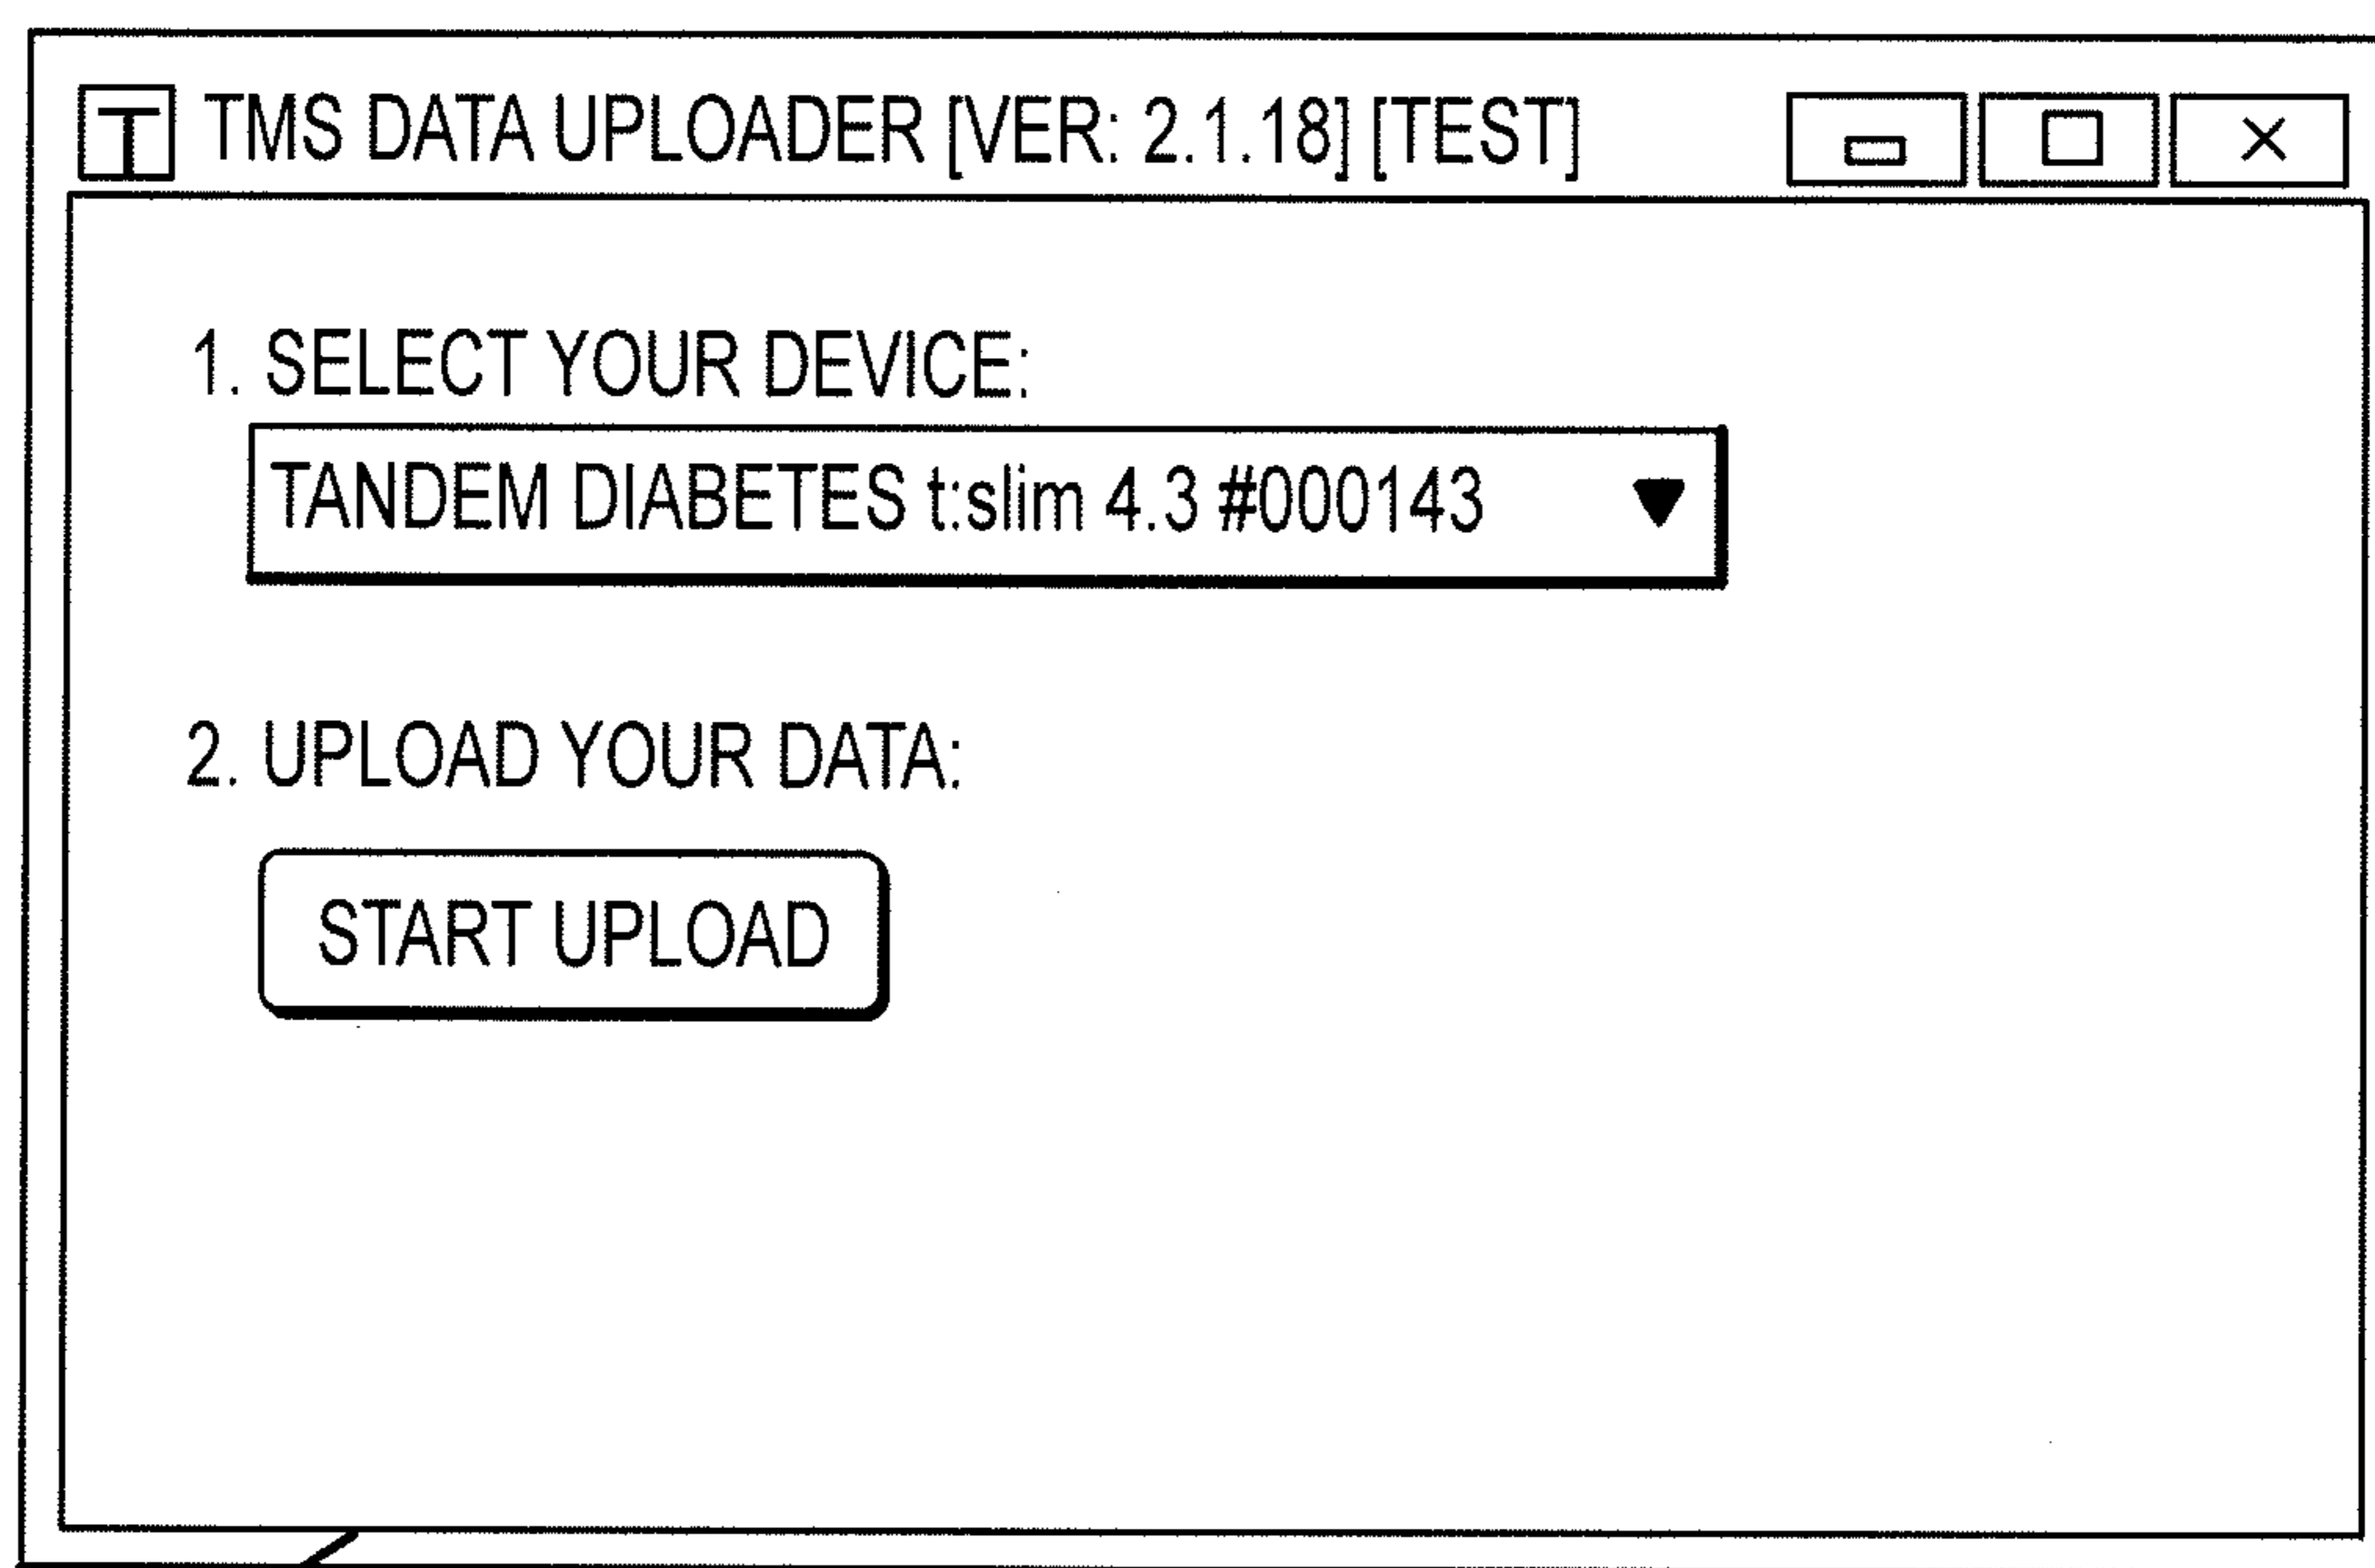 T TMS DATA UPLOADER [VER: 2.1.18] [TEST]
1. SELECT YOUR DEVICE:
TANDEM DIABETES t:slim 4.3 #000143
2. UPLOAD YOUR DATA:
START UPLOAD